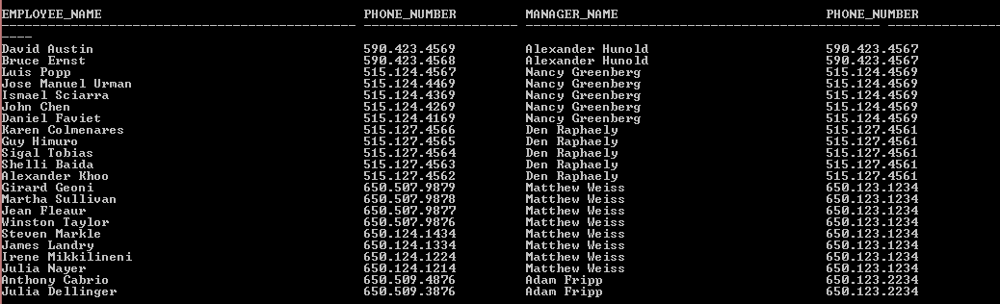 EMPLOYEE_NAME PHONE_NUMBER MANAGER_NAME PHONE_NUMBER
David Austin 590.423.4569 Alexander Hunold 590.423.4567
Bruce Ernst 590.423.4568 Alexander Hunold 590.423.4567
Luis Popp 515.124.4567 Nancy Greenberg 515.124.4569
Jose Manuel Urman 515.124.4469 Nancy Greenberg 515.124.4569
Ismael Sciarra 515.124.4369 Nancy Greenberg 515.124.4569
John Chen 515.124.4269 Nancy Greenberg 515.124.4569
Daniel Faviet 515.124.4169 Nancy Greenberg 515.124.4569
Karen Colmenares 515.127.4566 Den Raphaely 515.127.4561
Guy Himuro 515.127.4565 Den Raphaely 515.127.4561
Sigal Tobias 515.127.4564 Den Raphaely 515.127.4561
Shelli Baida 515.127.4563 Den Raphaely 515.127.4561
Alexander Khoo 515.127.4562 Den Raphaely 515.127.4561
Girard Geoni 650.507.9879 Matthew Weiss 650.123.1234
Martha Sullivan 650.507.9878 Matthew Weiss 650.123.1234
Jean Fleaur 650.507.9877 Matthew Weiss 650.123.1234
Winston Taylor 650.507.9876 Matthew Weiss 650.123.1234
Steven Markle 650.124.1434 Matthew Weiss 650.123.1234
James Landry 650.124.1334 Matthew Weiss 650.123.1234
Irene Mikkilineni 650.124.1224 Matthew Weiss 650.123.1234
Julia Nayer 650.124.1214 Matthew Weiss 650.123.1234
Anthony Cabrio 650.509.4876 Adam Fripp 650.123.2234
Julia Dellinger 650.509.3876 Adam Fripp 650.123.2234